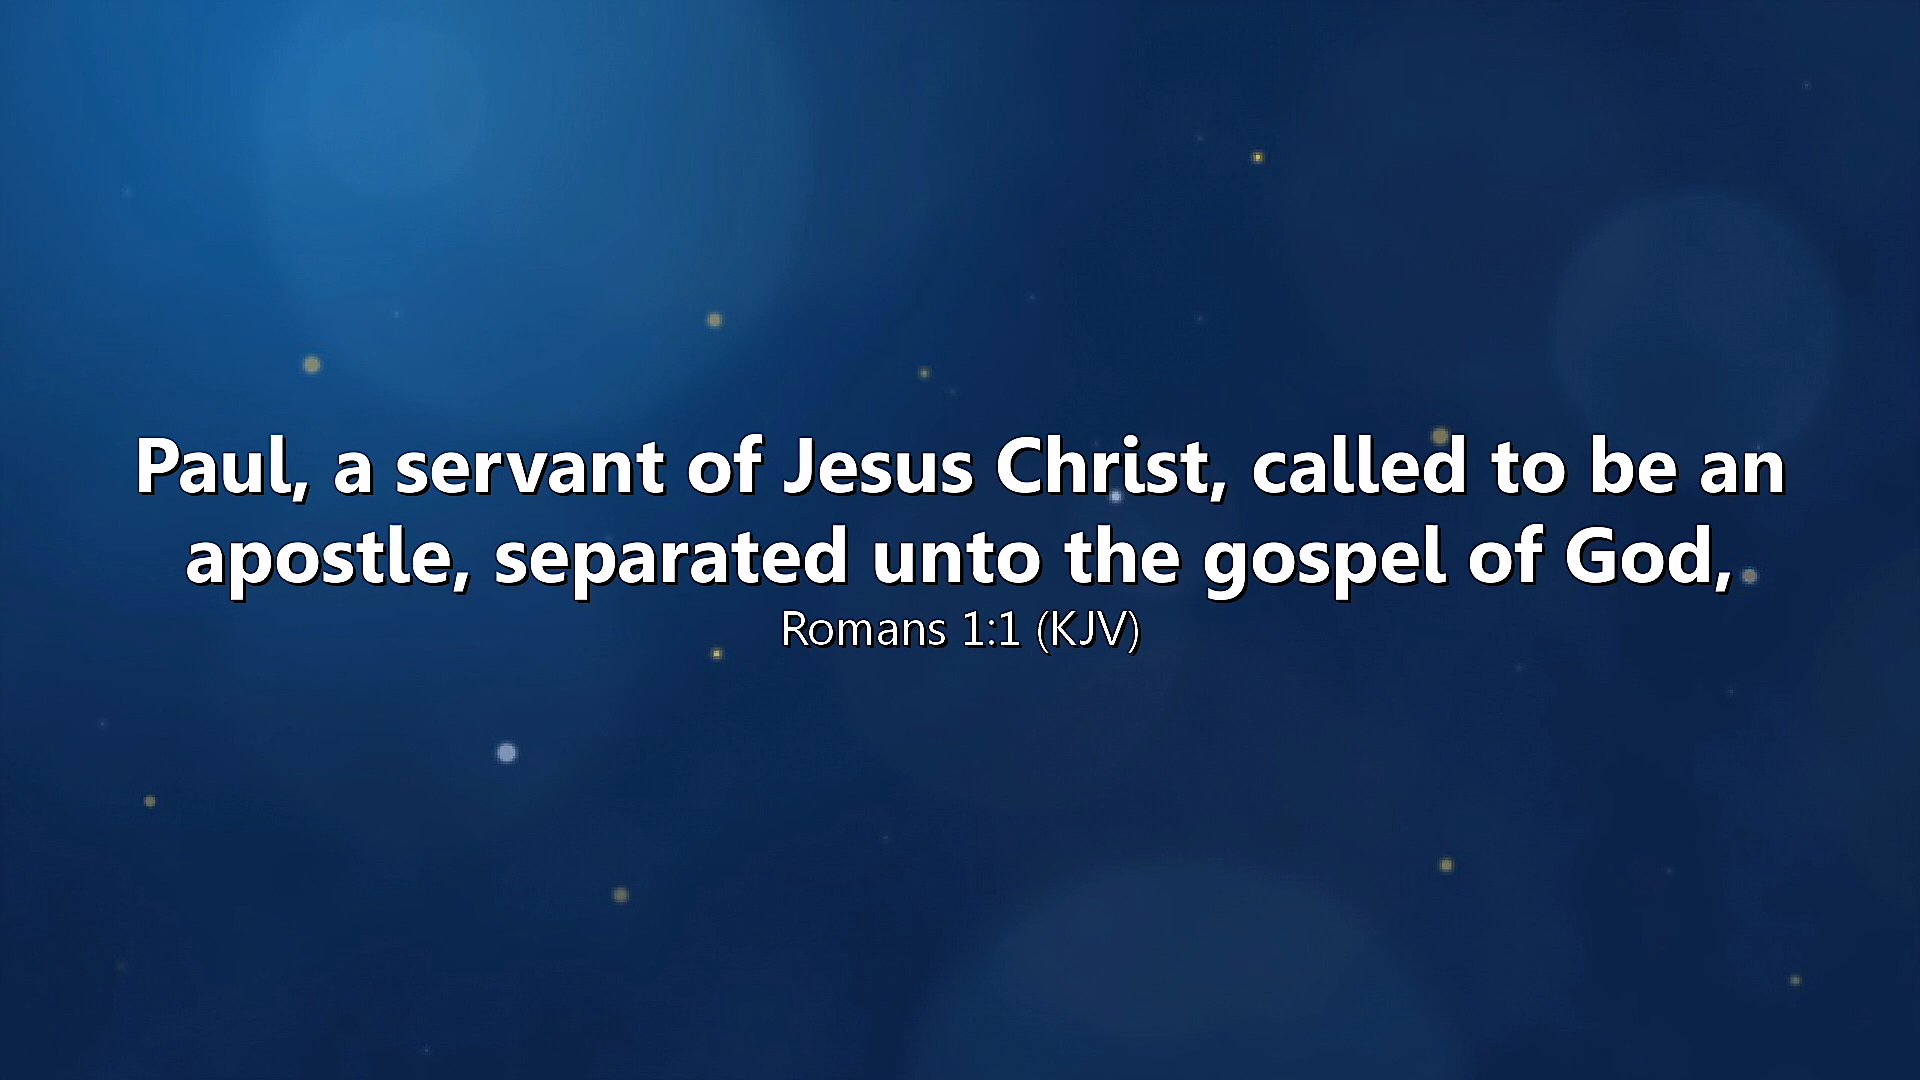 Paul, a servant of Jesus Christ, called to be an
apostle, separated unto the gospel of God,
Romans 1:1 (KJV)